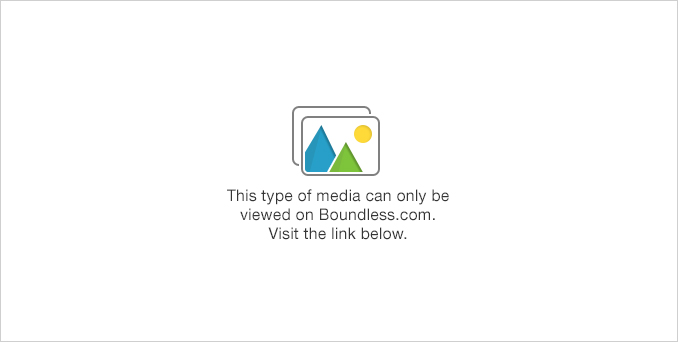 This type of media can only be
viewed on Boundless.com.
Visit the link below.